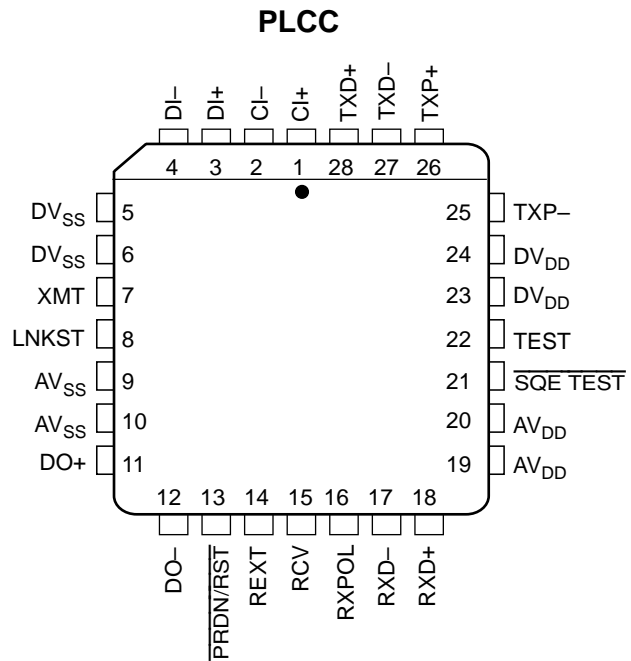 PLCC
DI–
DI+
CI–
CI+
TXD+
TXD–
TXP+
4 3 2 1 28 27 26
DVSS 5
DVSS 6
XMT 7
LNKST 8
AVSS 9
AVSS 10
DO+ 11
25 TXP–
24 DVDD
23 DVDD
22 TEST
21 SQE TEST
20 AVDD
19 AVDD
12 13 14 15 16 17 18
DO–
PRDN/RST
REXT
RCV
RXPOL
RXD–
RXD+